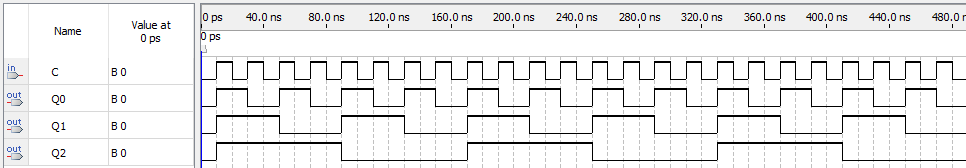 Name Value at 0 ps 0 ps 40.0 ns 80.0 ns 120.0 ns 160.0 ns 200.0 ns 240.0 ns 280.0 ns 320.0 ns 360.0 ns 400.0 ns 440.0 ns 480.0
0 ps
in C B 0
out Q0 B 0
out Q1 B 0
out Q2 B 0